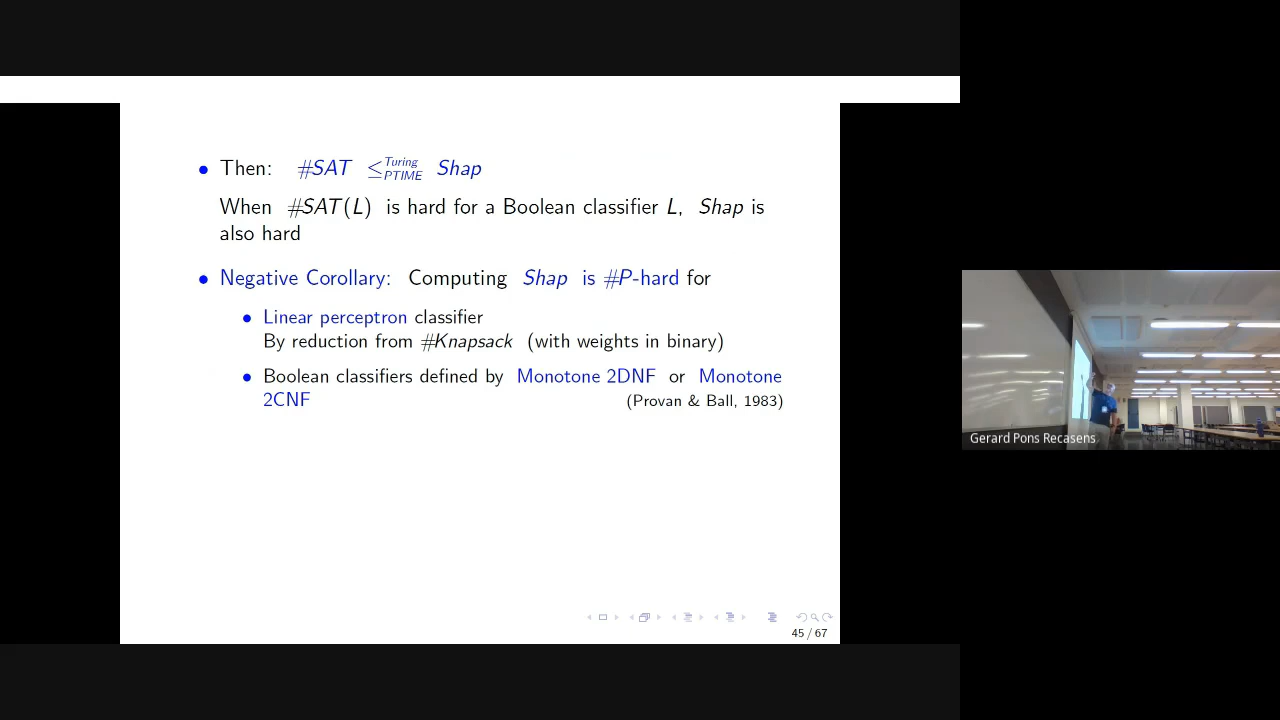 • Then: #SAT ≤^Turing_PTIME Shap
When #SAT(L) is hard for a Boolean classifier L, Shap is
also hard
• Negative Corollary: Computing Shap is #P-hard for
• Linear perceptron classifier
By reduction from #Knapsack (with weights in binary)
• Boolean classifiers defined by Monotone 2DNF or Monotone
2CNF (Provan & Ball, 1983)
45 / 67
Gerard Pons Recasens